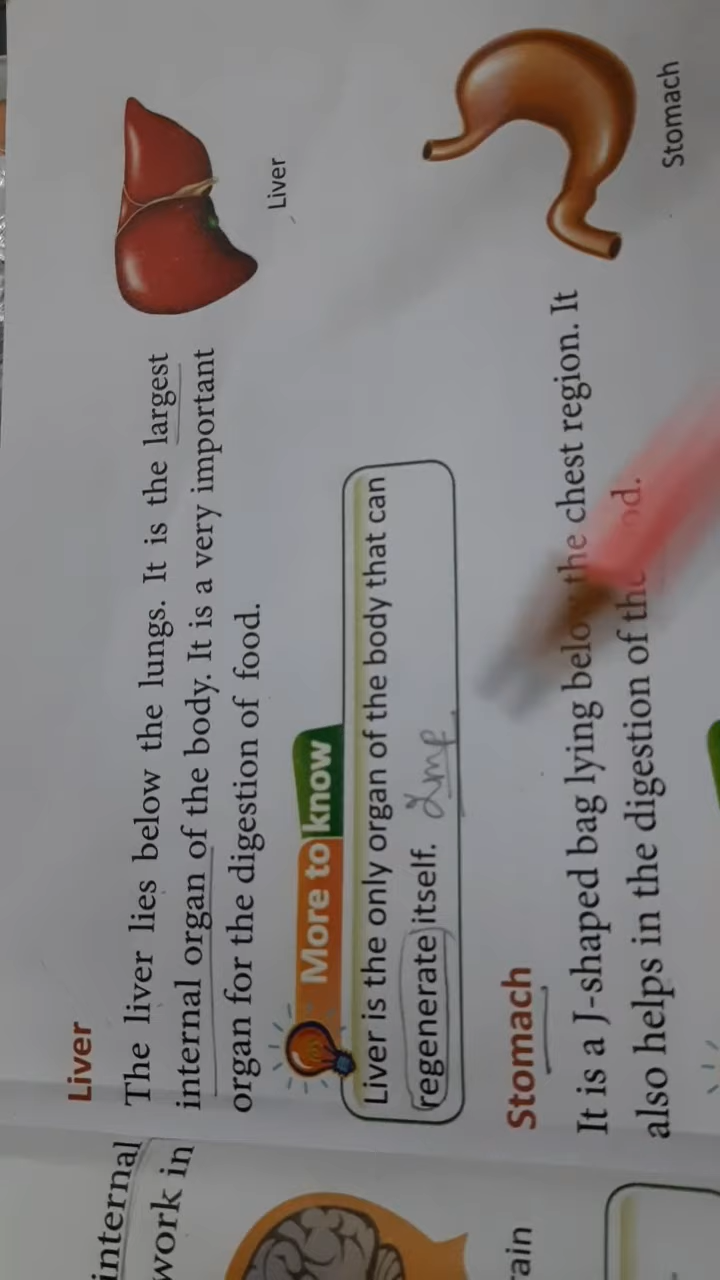 Liver
The liver lies below the lungs. It is the largest
internal organ of the body. It is a very important
organ for the digestion of food.
Liver
More to know
Liver is the only organ of the body that can
regenerate itself. Imp.
Stomach
It is a J-shaped bag lying below the chest region. It
also helps in the digestion of the
Stomach
internal
work in
ain